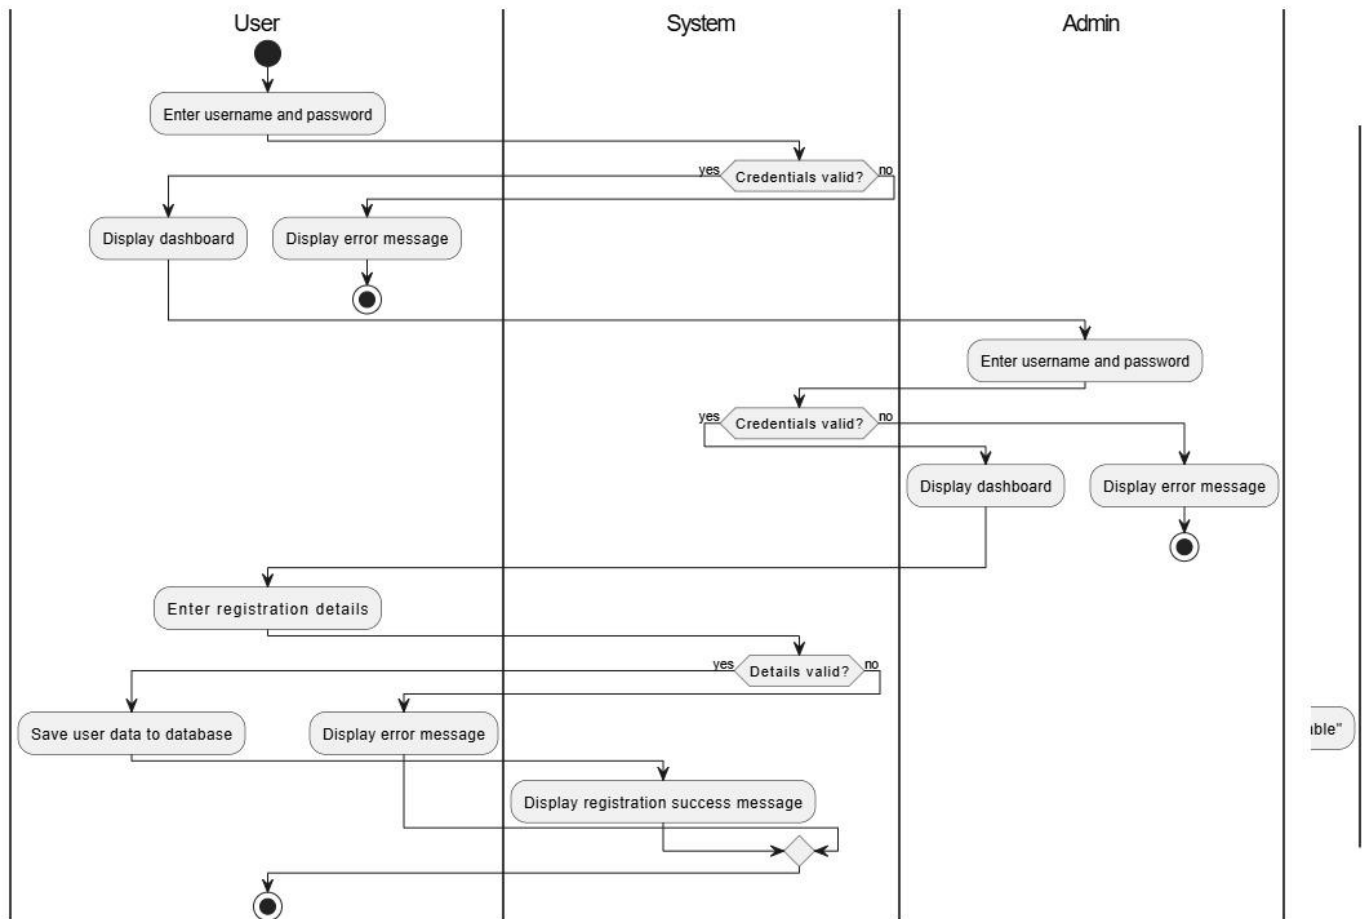 User
System
Admin
Enter username and password
yes
Credentials valid?
no
Display dashboard
Display error message
Enter username and password
yes
Credentials valid?
no
Display dashboard
Display error message
Enter registration details
yes
Details valid?
no
Save user data to database
Display error message
Display registration success message